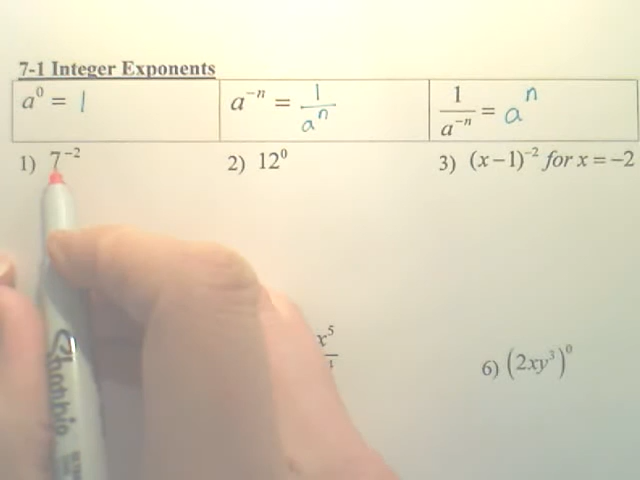 7-1 Integer Exponents
a⁰ = 1
a⁻ⁿ = 1/aⁿ
1/a⁻ⁿ = aⁿ
1) 7⁻²
2) 12⁰
3) (x−1)⁻² for x = −2
x⁵
6) (2xy³)⁰
Sharpie